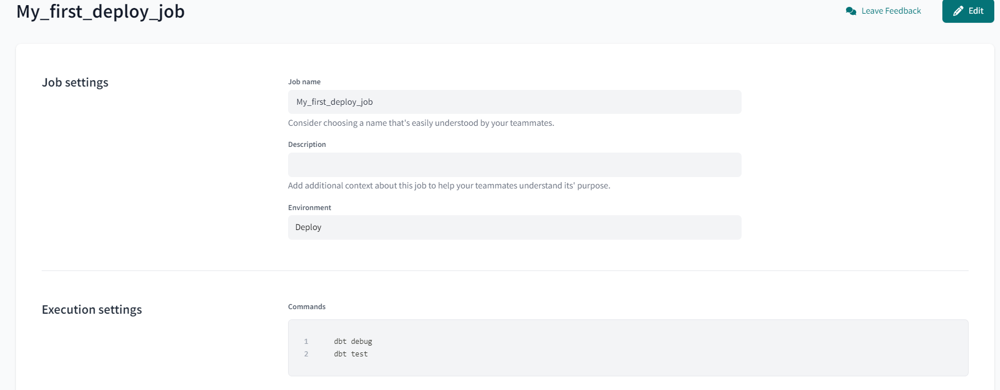 My_first_deploy_job
Leave Feedback
Edit
Job settings
Job name
My_first_deploy_job
Consider choosing a name that's easily understood by your teammates.
Description
Add additional context about this job to help your teammates understand its' purpose.
Environment
Deploy
Execution settings
Commands
1 dbt debug
2 dbt test